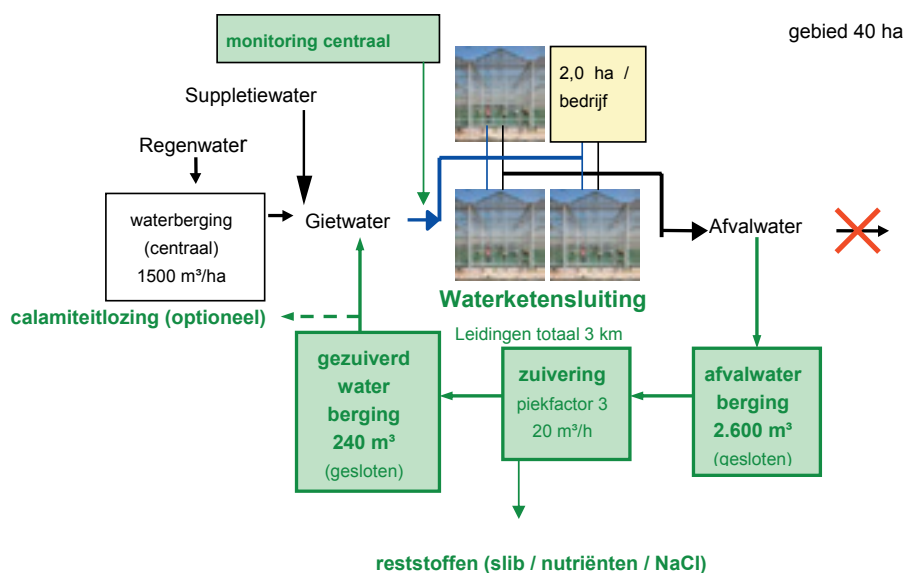 monitoring centraal
gebied 40 ha
2,0 ha /
bedrijf
Suppletiewater
Regenwater
waterberging
(centraal)
1500 m³/ha
Gietwater
Afvalwater
Waterketensluiting
calamiteitlozing (optioneel)
Leidingen totaal 3 km
gezuiverd
water
berging
240 m³
(gesloten)
zuivering
piekfactor 3
20 m³/h
afvalwater
berging
2.600 m³
(gesloten)
reststoffen (slib / nutriënten / NaCl)